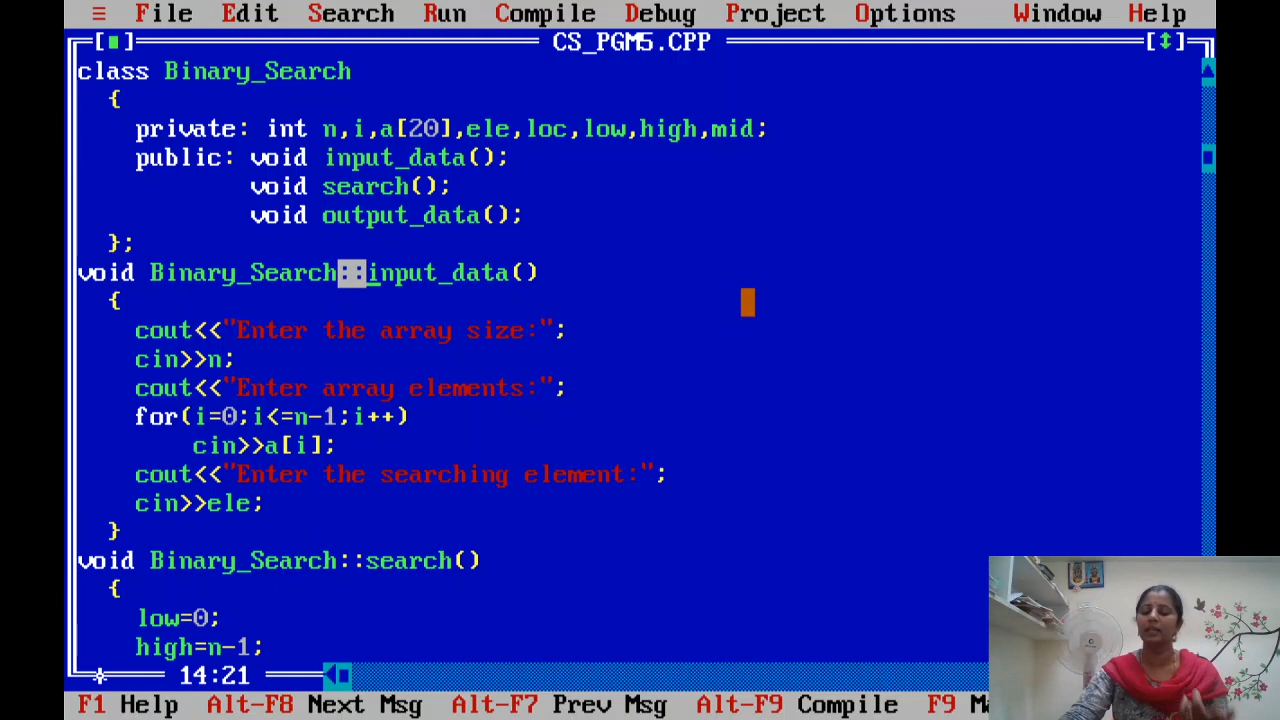 ≡ File Edit Search Run Compile Debug Project Options Window Help
CS_PGM5.CPP
class Binary_Search
{
private: int n,i,a[20],ele,loc,low,high,mid;
public: void input_data();
void search();
void output_data();
};
void Binary_Search::input_data()
{
cout<<"Enter the array size:";
cin>>n;
cout<<"Enter array elements:";
for(i=0;i<=n-1;i++)
cin>>a[i];
cout<<"Enter the searching element:";
cin>>ele;
}
void Binary_Search::search()
{
low=0;
high=n-1;
14:21
F1 Help Alt-F8 Next Msg Alt-F7 Prev Msg Alt-F9 Compile F9